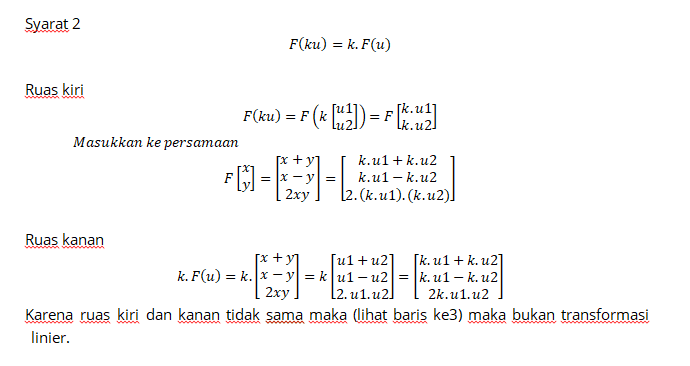 Syarat 2
F(ku) = k.F(u)
Ruas kiri
F(ku) = F(k[u1 u2]) = F[k.u1 k.u2]
Masukkan ke persamaan
F[x y] = [x + y x − y 2xy] = [k.u1 + k.u2 k.u1 − k.u2 2.(k.u1).(k.u2)]
Ruas kanan
k.F(u) = k.[x + y x − y 2xy] = k[u1 + u2 u1 − u2 2.u1.u2] = [k.u1 + k.u2 k.u1 − k.u2 2k.u1.u2]
Karena ruas kiri dan kanan tidak sama maka (lihat baris ke3) maka bukan transformasi
linier.